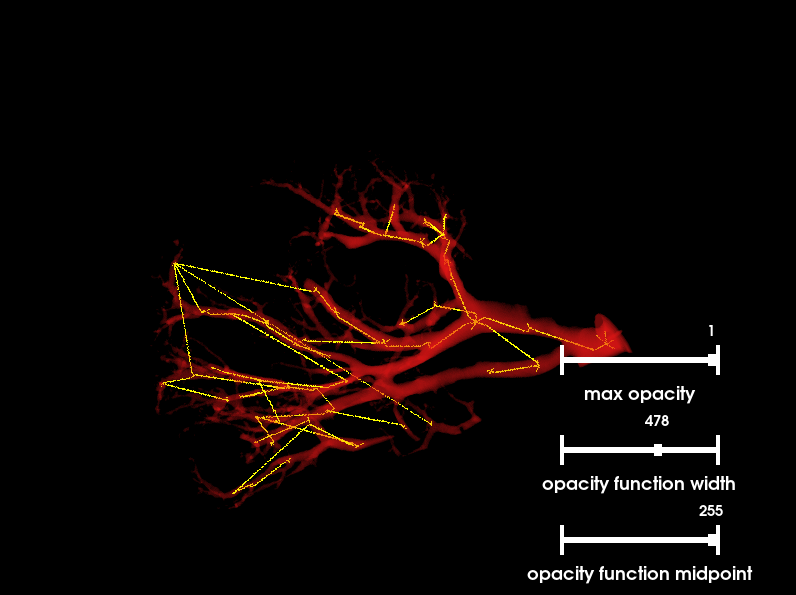 1
max opacity
478
opacity function width
255
opacity function midpoint